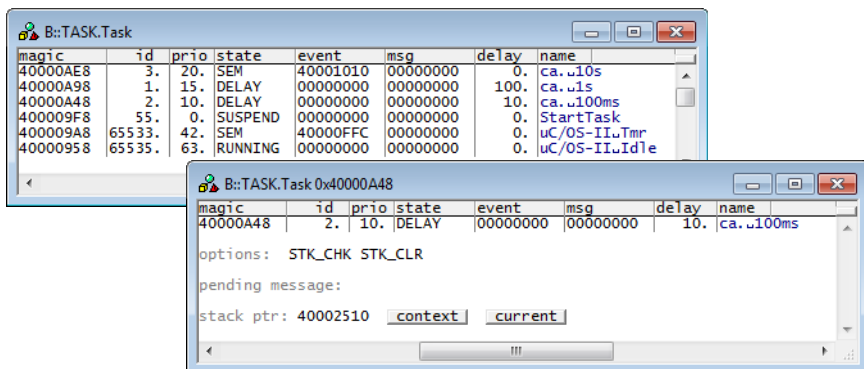 B::TASK.Task
magic id prio state event msg delay name
40000AE8 3. 20. SEM 40001010 00000000 0. ca.␣10s
40000A98 1. 15. DELAY 00000000 00000000 100. ca.␣1s
40000A48 2. 10. DELAY 00000000 00000000 10. ca.␣100ms
400009F8 55. 0. SUSPEND 00000000 00000000 0. StartTask
400009A8 65533. 42. SEM 40000FFC 00000000 0. uC/OS-II␣Tmr
40000958 65535. 63. RUNNING 00000000 00000000 0. uC/OS-II␣Idle
B::TASK.Task 0x40000A48
magic id prio state event msg delay name
40000A48 2. 10. DELAY 00000000 00000000 10. ca.␣100ms
options: STK_CHK STK_CLR
pending message:
stack ptr: 40002510 context current